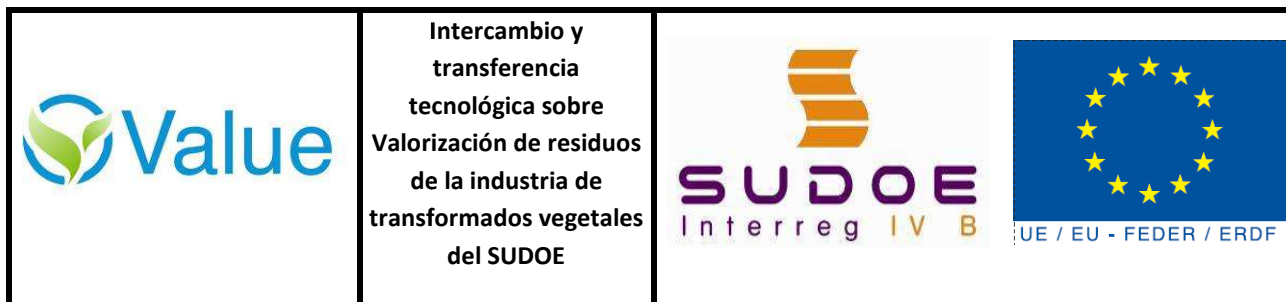 Value
Intercambio y
transferencia
tecnológica sobre
Valorización de residuos
de la industria de
transformados vegetales
del SUDOE
SUDOE
Interreg IV B
UE / EU - FEDER / ERDF